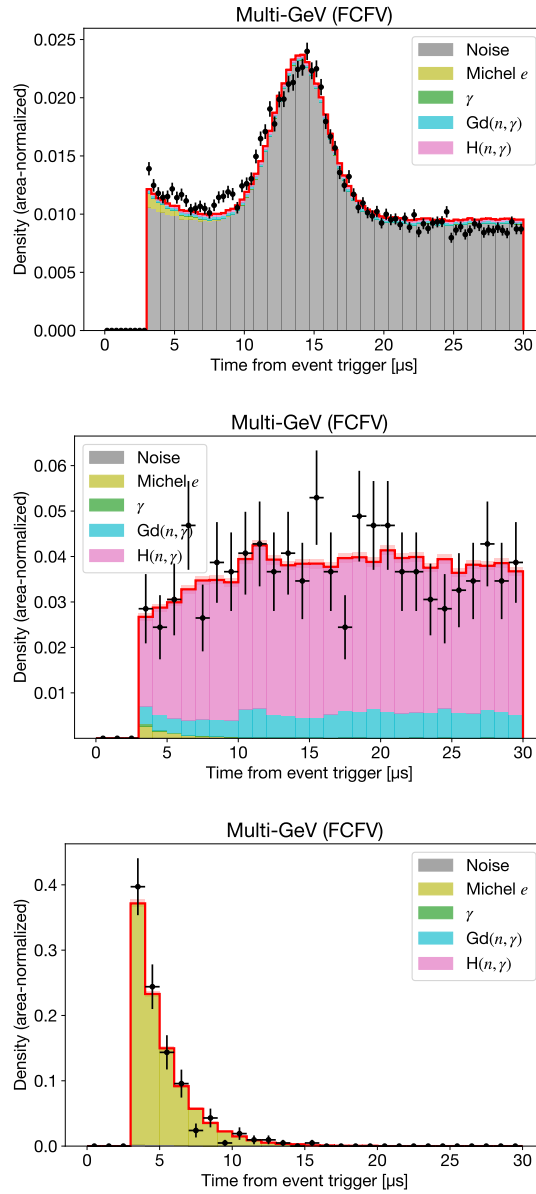 Multi-GeV (FCFV)
Density (area-normalized)
0.025
0.020
0.015
0.010
0.005
0.000
Noise
Michel e
γ
Gd(n, γ)
H(n, γ)
0 5 10 15 20 25 30
Time from event trigger [µs]
Multi-GeV (FCFV)
Density (area-normalized)
0.06
0.05
0.04
0.03
0.02
0.01
Noise
Michel e
γ
Gd(n, γ)
H(n, γ)
0 5 10 15 20 25 30
Time from event trigger [µs]
Multi-GeV (FCFV)
Density (area-normalized)
0.4
0.3
0.2
0.1
0.0
Noise
Michel e
γ
Gd(n, γ)
H(n, γ)
0 5 10 15 20 25 30
Time from event trigger [µs]